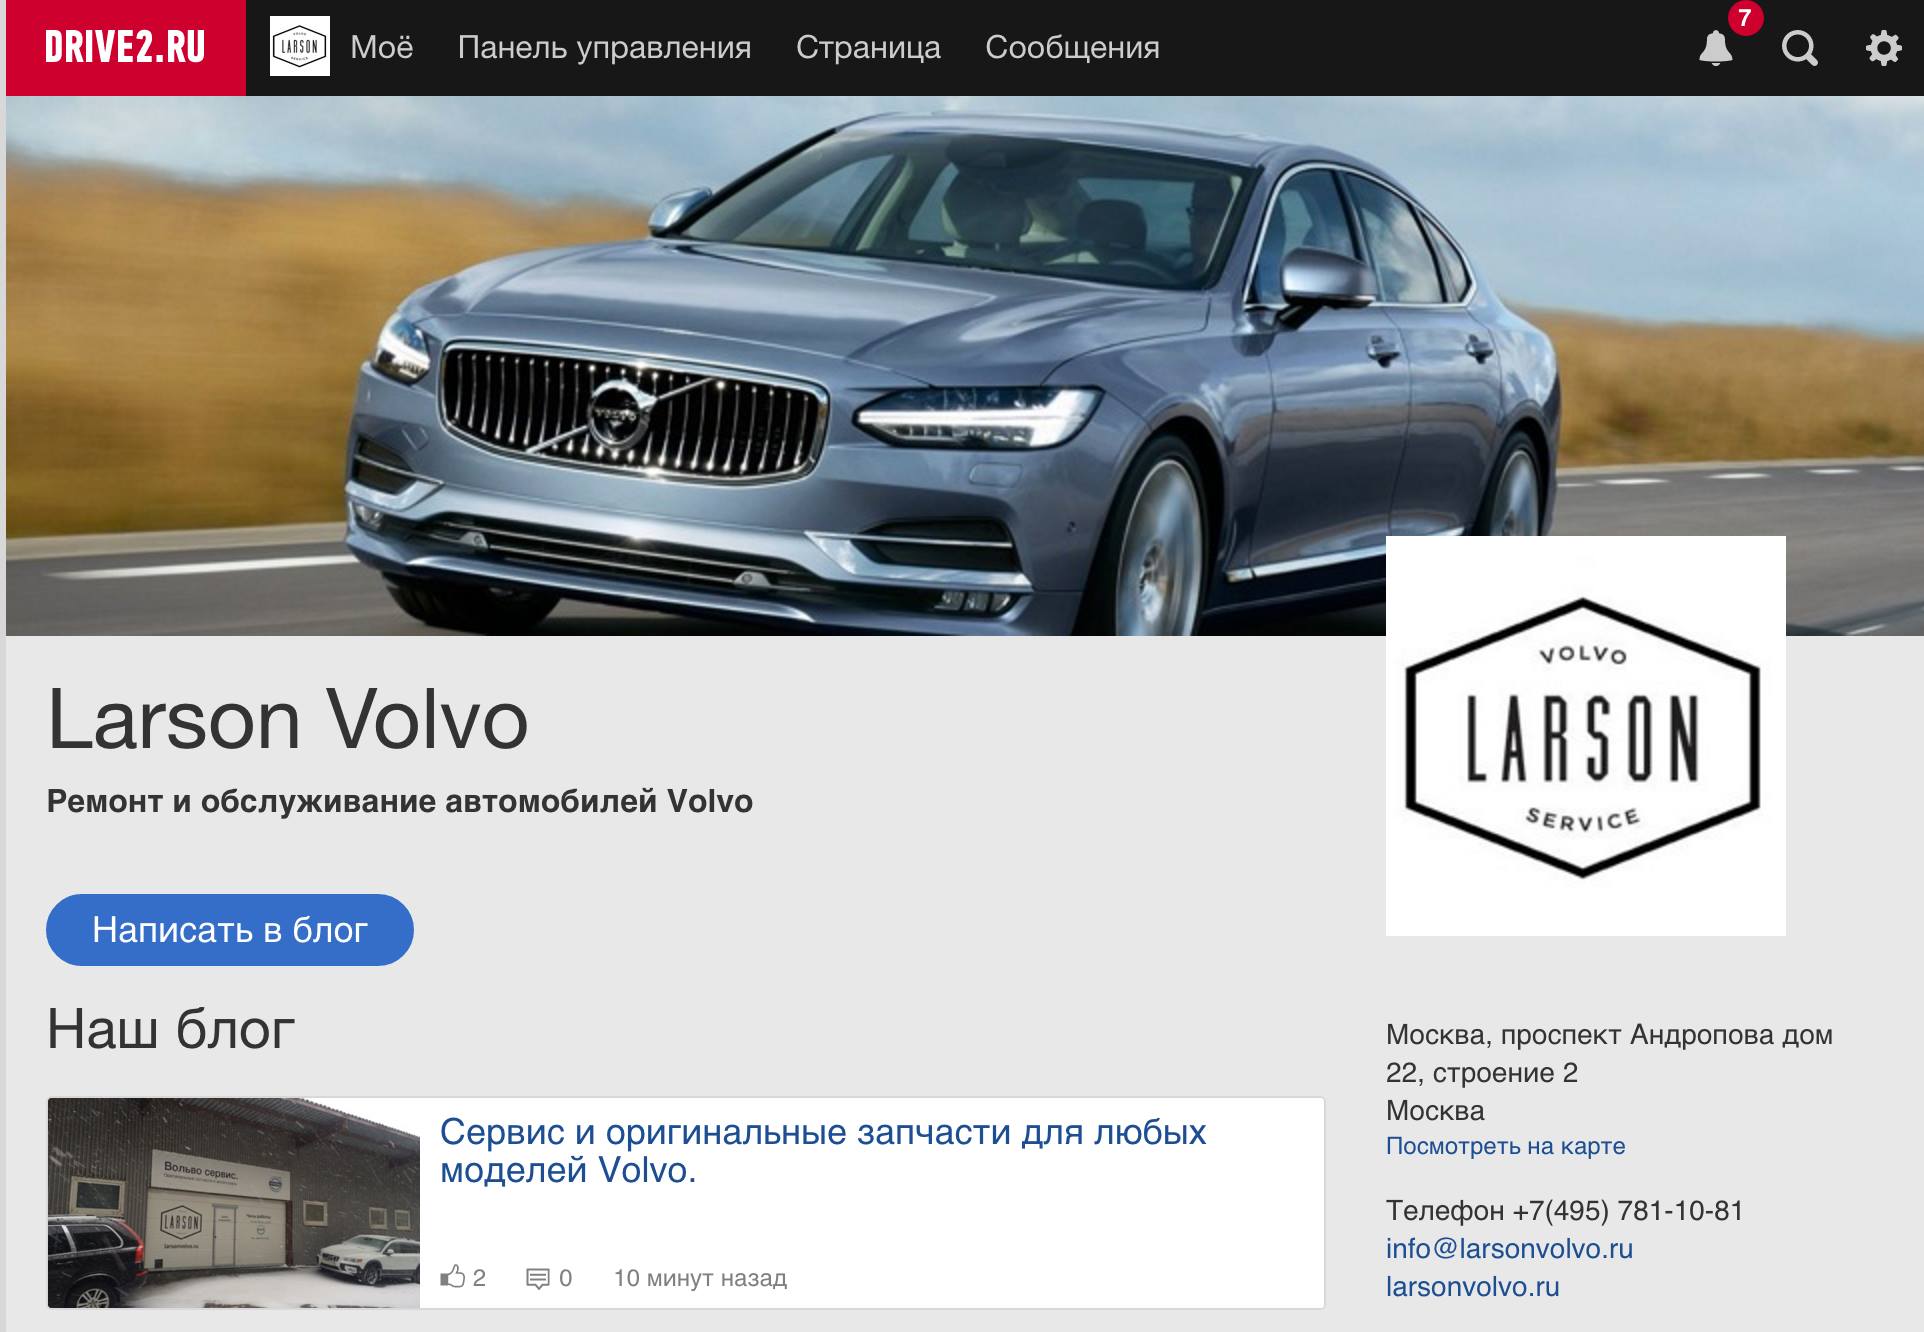 DRIVE2.RU
LARSON
Моё
Панель управления
Страница
Сообщения
7
VOLVO
VOLVO
LARSON
SERVICE
Larson Volvo
Ремонт и обслуживание автомобилей Volvo
Написать в блог
Наш блог
Вольво сервис.
LARSON
larsonvolvo.ru
Сервис и оригинальные запчасти для любых
моделей Volvo.
2
0
10 минут назад
Москва, проспект Андропова дом
22, строение 2
Москва
Посмотреть на карте
Телефон +7(495) 781-10-81
info@larsonvolvo.ru
larsonvolvo.ru